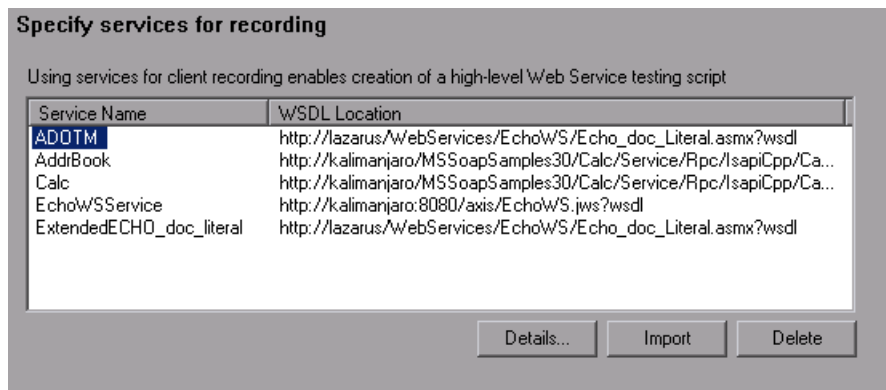 Specify services for recording
Using services for client recording enables creation of a high-level Web Service testing script
Service Name WSDL Location
ADOTM http://lazarus/WebServices/EchoWS/Echo_doc_Literal.asmx?wsdl
AddrBook http://kalimanjaro/MSSoapSamples30/Calc/Service/Rpc/IsapiCpp/Ca...
Calc http://kalimanjaro/MSSoapSamples30/Calc/Service/Rpc/IsapiCpp/Ca...
EchoWSService http://kalimanjaro:8080/axis/EchoWS.jws?wsdl
ExtendedECHO_doc_literal http://lazarus/WebServices/EchoWS/Echo_doc_Literal.asmx?wsdl
Details... Import Delete